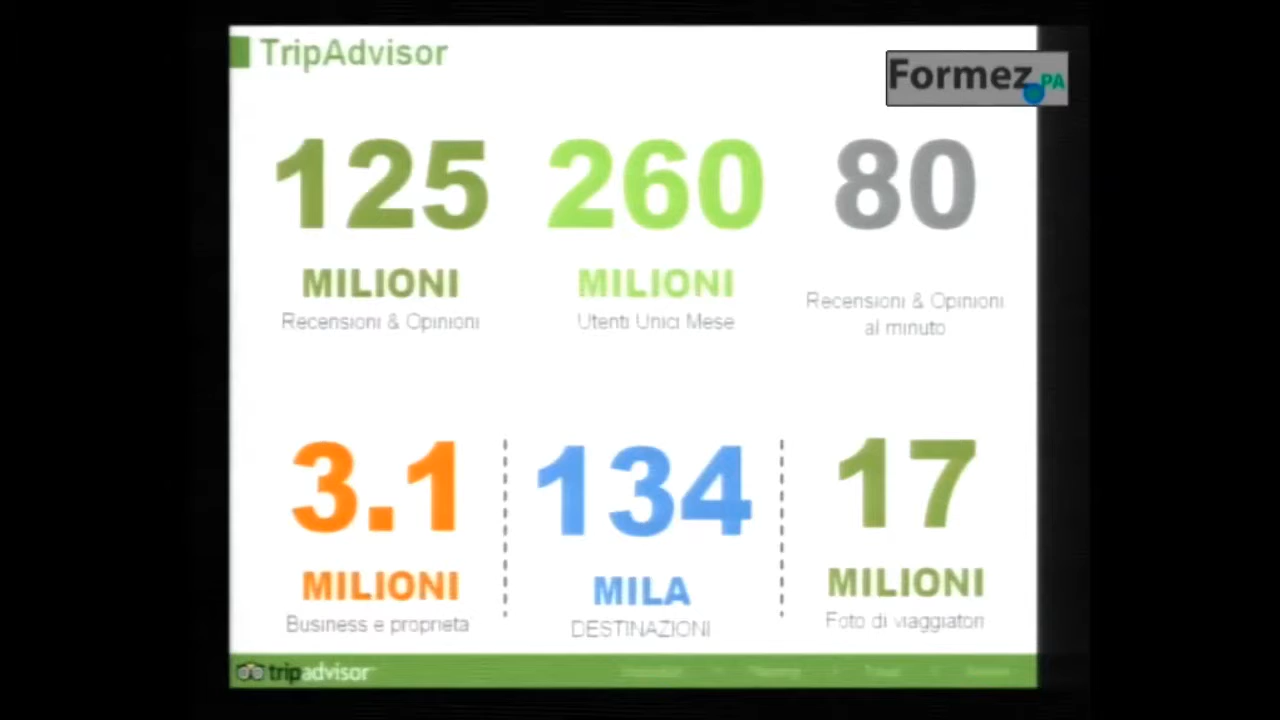 TripAdvisor
Formez PA
125
MILIONI
Recensioni & Opinioni
260
MILIONI
Utenti Unici Mese
80
Recensioni & Opinioni
al minuto
3.1
MILIONI
Business e proprietà
134
MILA
DESTINAZIONI
17
MILIONI
Foto di viaggiatori
tripadvisor